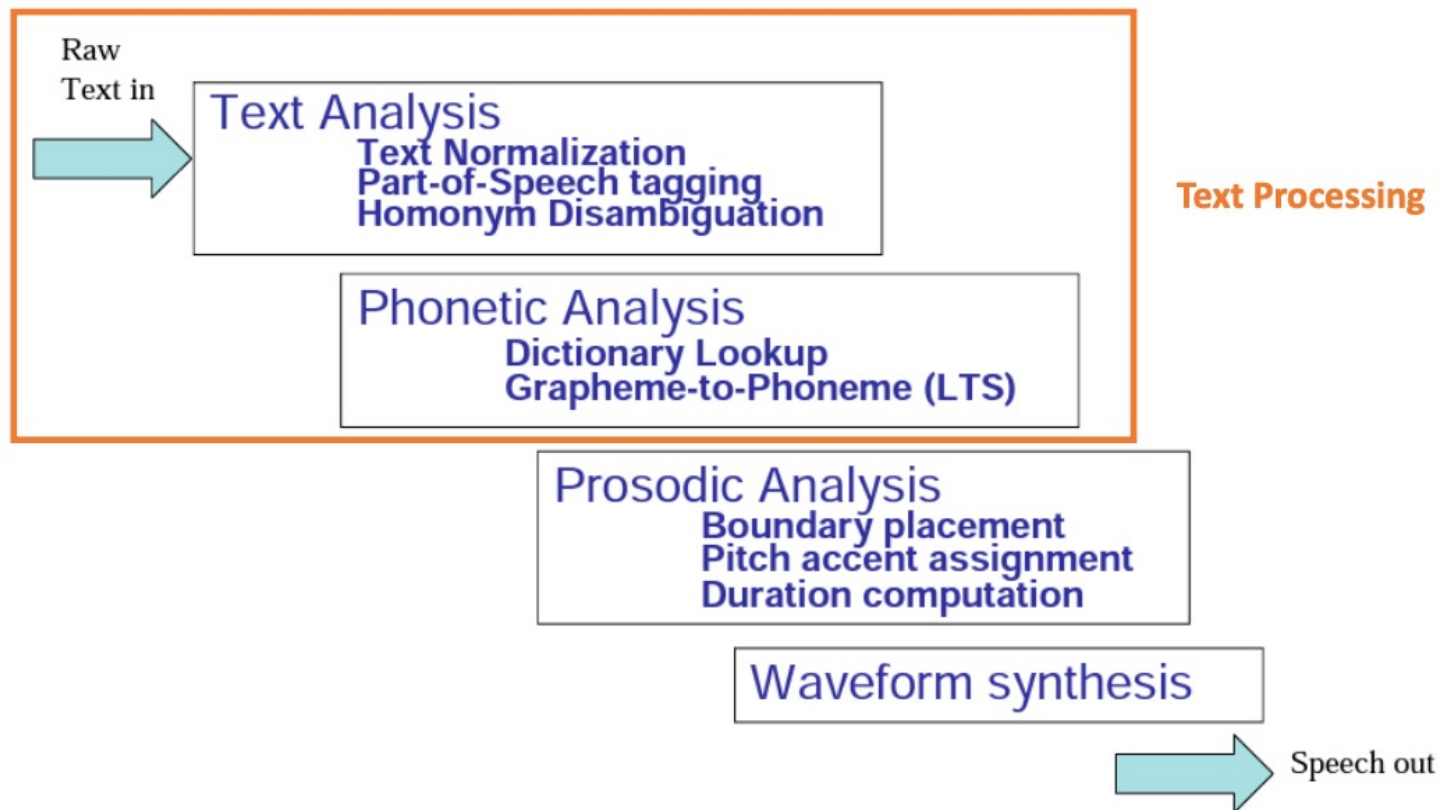 Raw
Text in
Text Analysis
Text Normalization
Part-of-Speech tagging
Homonym Disambiguation
Text Processing
Phonetic Analysis
Dictionary Lookup
Grapheme-to-Phoneme (LTS)
Prosodic Analysis
Boundary placement
Pitch accent assignment
Duration computation
Waveform synthesis
Speech out